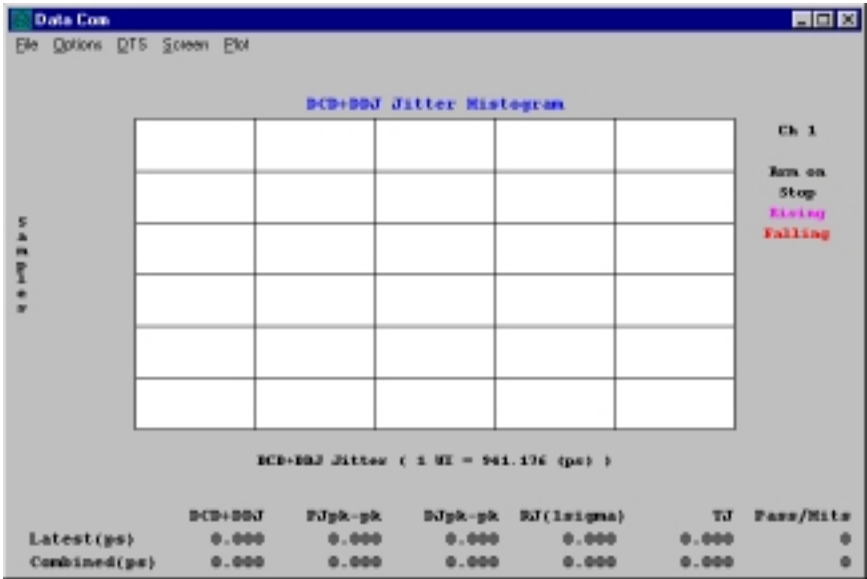 Data Com
File Options DTS Screen Plot
DCD+DDJ Jitter Histogram
Ch 1
Arm on
Stop
Rising
Falling
Samples
DCD+DDJ Jitter ( 1 UI = 941.176 (ps) )
DCD+DDJ PJpk-pk DJpk-pk RJ(1sigma) TJ Pass/Hits
Latest(ps) 0.000 0.000 0.000 0.000 0.000 0
Combined(ps) 0.000 0.000 0.000 0.000 0.000 0